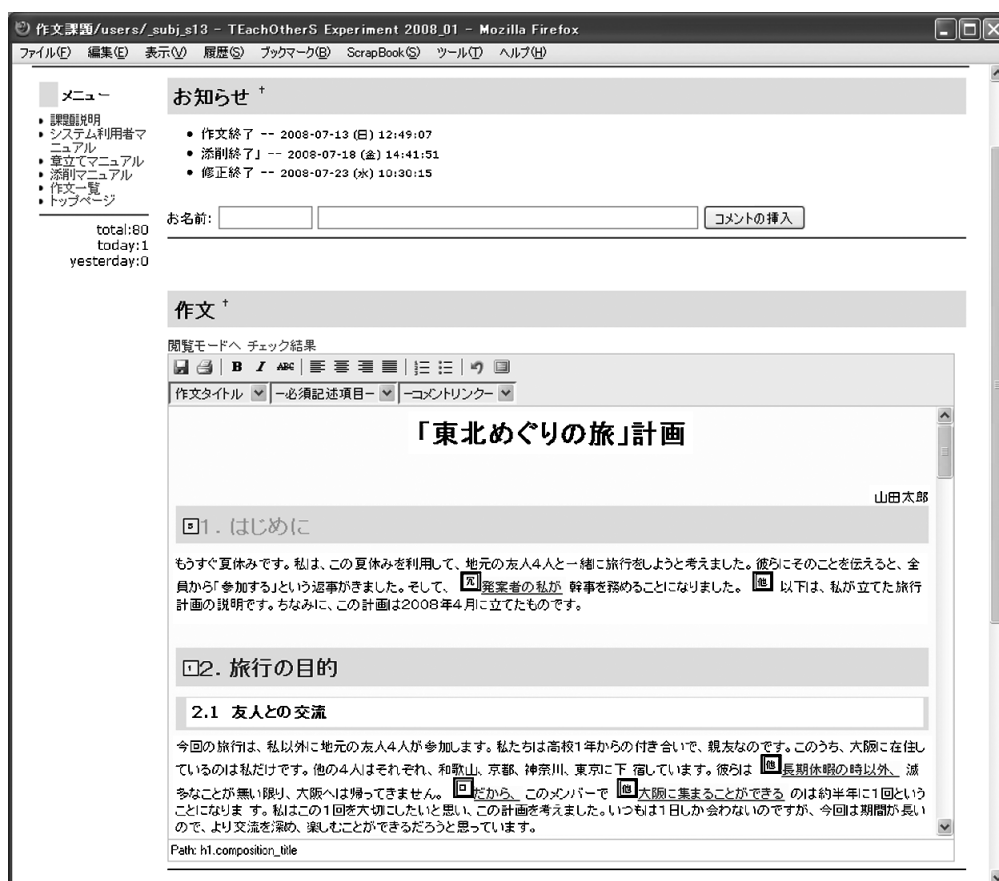 作文課題/users/_subj_s13 - TEachOtherS Experiment 2008_01 - Mozilla Firefox
ファイル(F) 編集(E) 表示(V) 履歴(S) ブックマーク(B) ScrapBook(S) ツール(T) ヘルプ(H)
メニュー
課題説明
システム利用者マ
ニュアル
章立てマニュアル
添削マニュアル
作文一覧
トップページ
total:80
today:1
yesterday:0
お知らせ †
作文終了 -- 2008-07-13 (日) 12:49:07
添削終了」 -- 2008-07-18 (金) 14:41:51
修正終了 -- 2008-07-23 (水) 10:30:15
お名前: コメントの挿入
作文 †
閲覧モードへ チェック結果
B I ABC
作文タイトル -必須記述項目- -コメントリンク-
「東北めぐりの旅」計画
山田太郎
1. はじめに
もうすぐ夏休みです。私は、この夏休みを利用して、地元の友人4人と一緒に旅行をしようと考えました。彼らにそのことを伝えると、全
員から「参加する」という返事がきました。そして、 冗 発案者の私が 幹事を務めることになりました。 他 以下は、私が立てた旅行
計画の説明です。ちなみに、この計画は2008年4月に立てたものです。
2. 旅行の目的
2.1 友人との交流
今回の旅行は、私以外に地元の友人4人が参加します。私たちは高校1年からの付き合いで、親友なのです。このうち、大阪に在住し
ているのは私だけです。他の4人はそれぞれ、和歌山、京都、神奈川、東京に下 宿しています。彼らは 他 長期休暇の時以外、 滅
多なことが無い限り、大阪へは帰ってきません。 だから、 このメンバーで 他 大阪に集まることができる のは約半年に1回という
ことになりま す。私はこの1回を大切にしたいと思い、この計画を考えました。いつもは1日しか会わないのですが、今回は期間が長い
ので、より交流を深め、楽しむことができるだろうと思っています。
Path: h1.composition_title